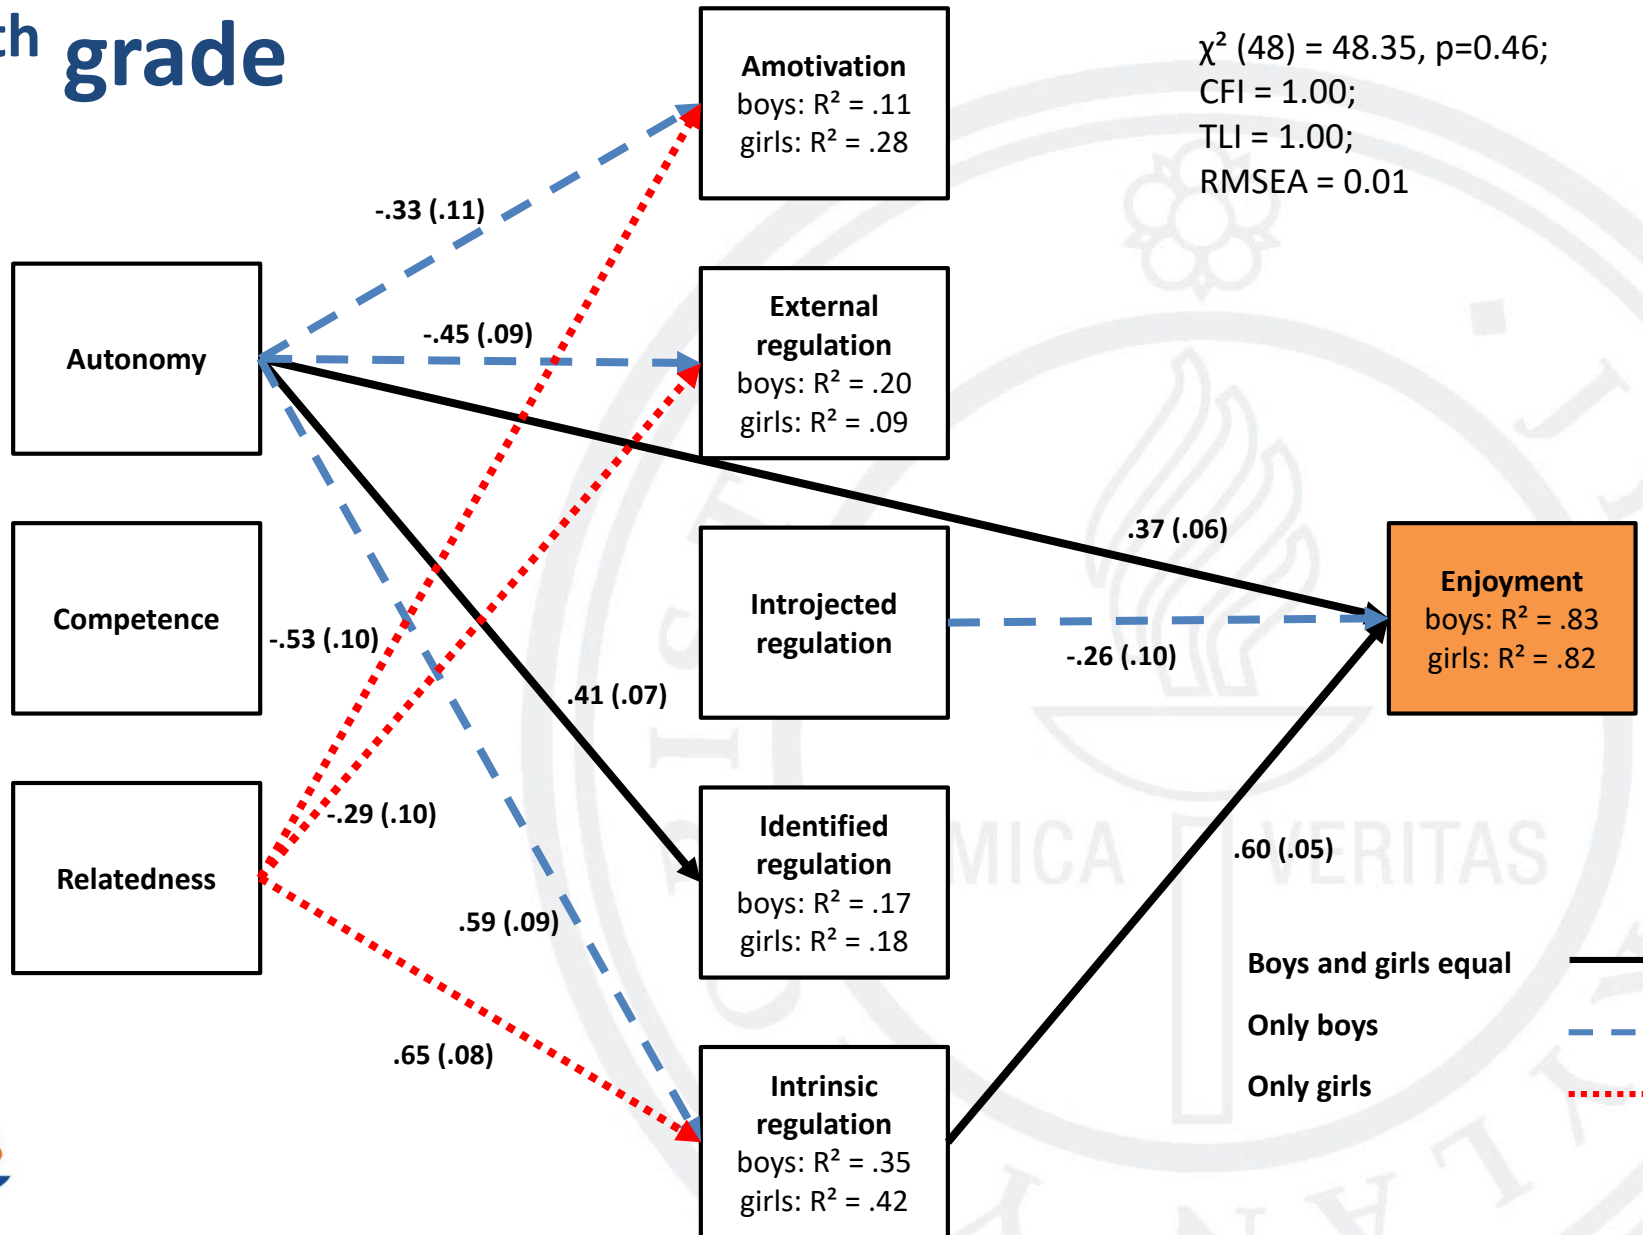 th grade
χ² (48) = 48.35, p=0.46;
CFI = 1.00;
TLI = 1.00;
RMSEA = 0.01
Amotivation
boys: R² = .11
girls: R² = .28
-.33 (.11)
Autonomy
-.45 (.09)
External
regulation
boys: R² = .20
girls: R² = .09
.37 (.06)
Competence
-.53 (.10)
Introjected
regulation
-.26 (.10)
Enjoyment
boys: R² = .83
girls: R² = .82
.41 (.07)
Relatedness
-.29 (.10)
Identified
regulation
boys: R² = .17
girls: R² = .18
.60 (.05)
.59 (.09)
.65 (.08)
Intrinsic
regulation
boys: R² = .35
girls: R² = .42
Boys and girls equal
Only boys
Only girls
VERITAS